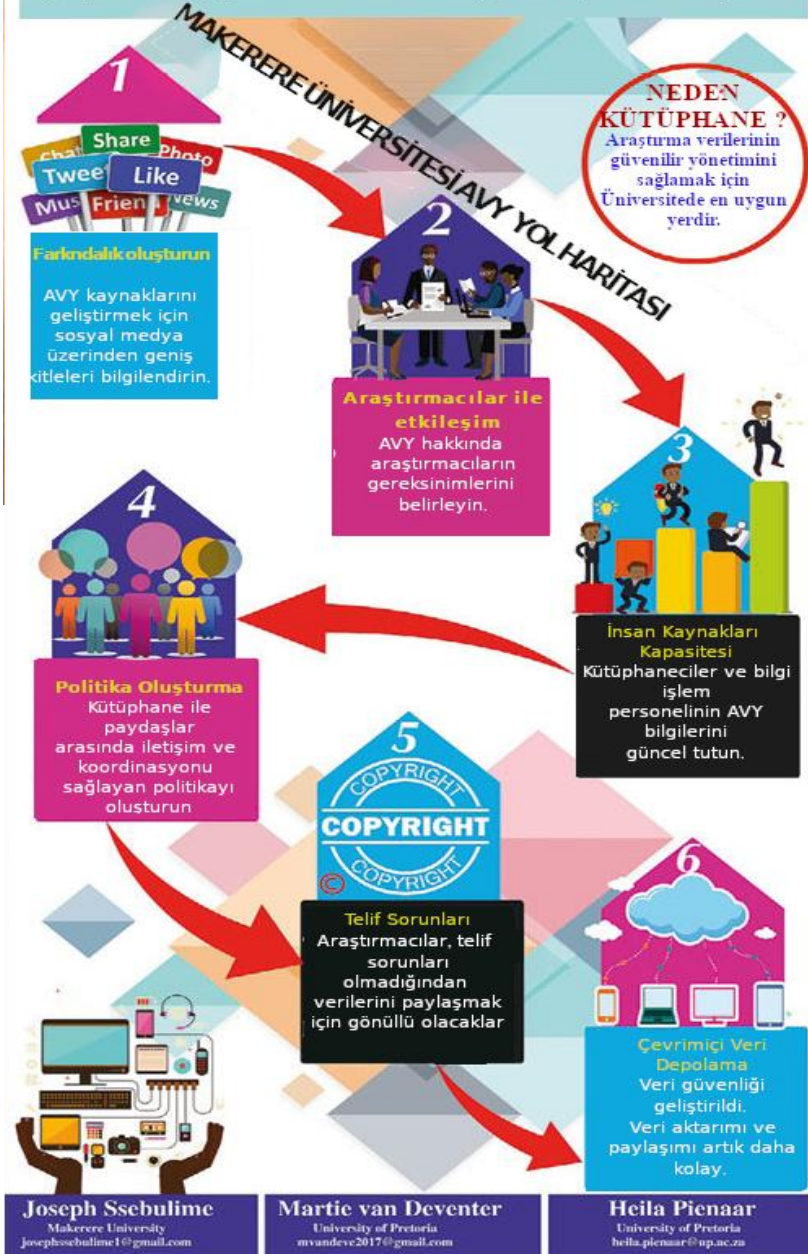 MAKERERE ÜNİVERSİTESİ AVY YOL HARİTASI
NEDEN
KÜTÜPHANE ?
Araştırma verilerinin
güvenilir yönetimini
sağlamak için
Üniversitede en uygun
yerdir.
1
Chat
Share
Photo
Tweet
Like
Mus
Friend
News
Farkndalık oluşturun
AVY kaynaklarını
geliştirmek için
sosyal medya
üzerinden geniş
kitleleri bilgilendirin.
2
Araştırmacılar ile
etkileşim
AVY hakkında
araştırmacıların
gereksinimlerini
belirleyin.
3
İnsan Kaynakları
Kapasitesi
Kütüphaneciler ve bilgi
işlem
personelinin AVY
bilgilerini
güncel tutun.
4
Politika Oluşturma
Kütüphane ile
paydaşlar
arasında iletişim ve
koordinasyonu
sağlayan politikayı
oluşturun
5
COPYRIGHT
COPYRIGHT
COPYRIGHT
©
Telif Sorunları
Araştırmacılar, telif
sorunları
olmadığından
verilerini paylaşmak
için gönüllü olacaklar
6
Çevrimiçi Veri
Depolama
Veri güvenliği
geliştirildi.
Veri aktarımı ve
paylaşımı artık daha
kolay.
Joseph Ssebulime
Makerere University
josephssebulime1@gmail.com
Martie van Deventer
University of Pretoria
mvandeve2017@gmail.com
Heila Pienaar
University of Pretoria
heila.pienaar@up.ac.za